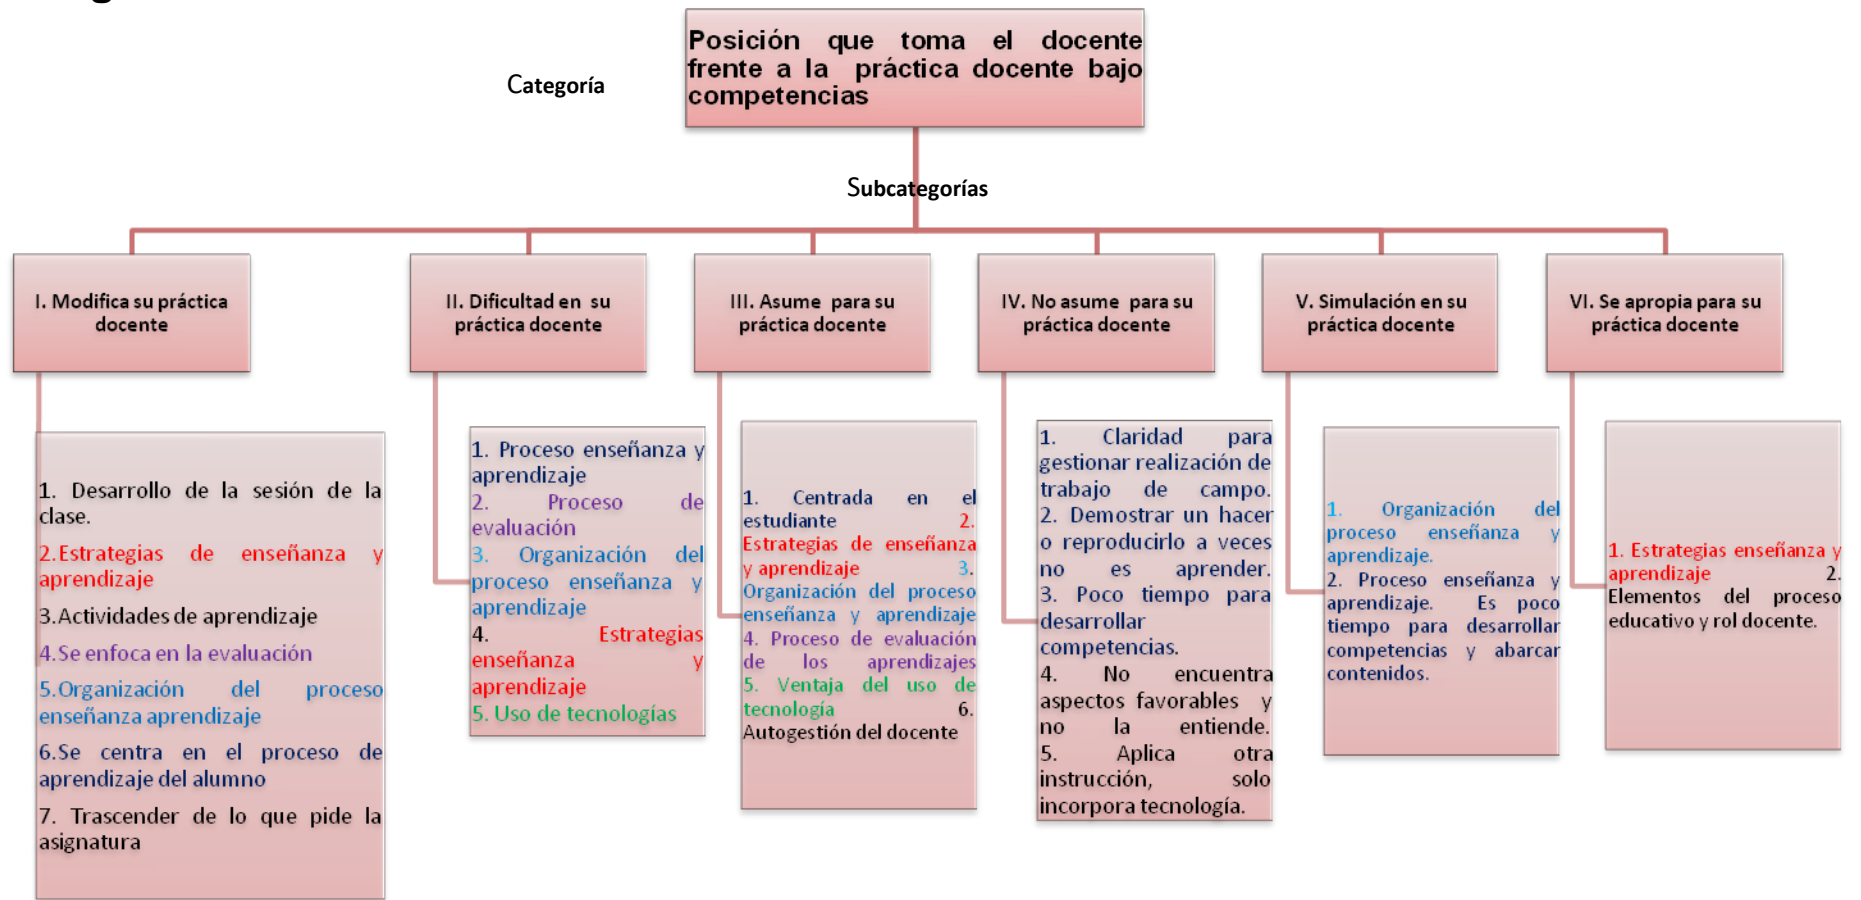 g
Posición que toma el docente
frente a la práctica docente bajo
competencias
Categoría
Subcategorías
I. Modifica su práctica
docente
II. Dificultad en su
práctica docente
III. Asume para su
práctica docente
IV. No asume para su
práctica docente
V. Simulación en su
práctica docente
VI. Se apropia para su
práctica docente
1. Desarrollo de la sesión de la
clase.
2.Estrategias de enseñanza y
aprendizaje
3.Actividades de aprendizaje
4.Se enfoca en la evaluación
5.Organización del proceso
enseñanza aprendizaje
6.Se centra en el proceso de
aprendizaje del alumno
7. Trascender de lo que pide la
asignatura
1. Proceso enseñanza y
aprendizaje
2. Proceso de
evaluación
3. Organización del
proceso enseñanza y
aprendizaje
4. Estrategias
enseñanza y
aprendizaje
5. Uso de tecnologías
1. Centrada en el
estudiante 2.
Estrategias de enseñanza
y aprendizaje 3.
Organización del proceso
enseñanza y aprendizaje
4. Proceso de evaluación
de los aprendizajes
5. Ventaja del uso de
tecnología 6.
Autogestión del docente
1. Claridad para
gestionar realización de
trabajo de campo.
2. Demostrar un hacer
o reproducirlo a veces
no es aprender.
3. Poco tiempo para
desarrollar
competencias.
4. No encuentra
aspectos favorables y
no la entiende.
5. Aplica otra
instrucción, solo
incorpora tecnología.
1. Organización del
proceso enseñanza y
aprendizaje.
2. Proceso enseñanza y
aprendizaje. Es poco
tiempo para desarrollar
competencias y abarcar
contenidos.
1. Estrategias enseñanza y
aprendizaje 2.
Elementos del proceso
educativo y rol docente.